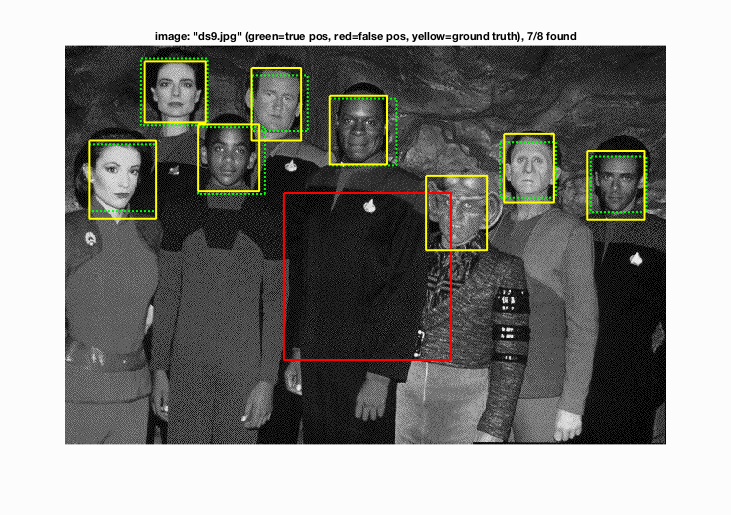 image: "ds9.jpg" (green=true pos, red=false pos, yellow=ground truth), 7/8 found